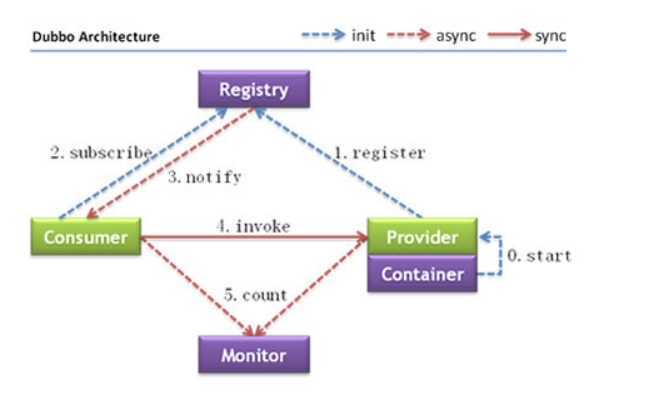 Dubbo Architecture
init
async
sync
Registry
2. subscribe
1. register
3. notify
Consumer
4. invoke
Provider
Container
0. start
5. count
Monitor